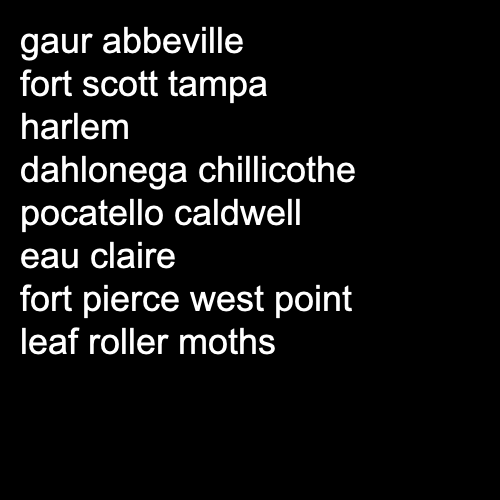 gaur abbeville
fort scott tampa
harlem
dahlonega chillicothe
pocatello caldwell
eau claire
fort pierce west point
leaf roller moths